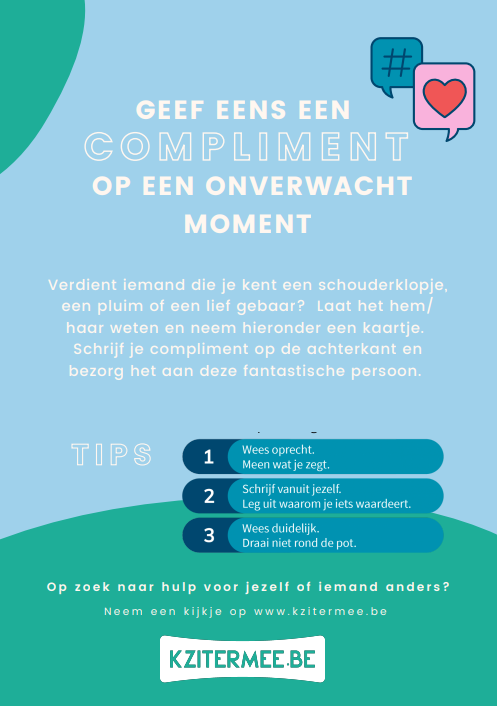 #
GEEF EENS EEN
COMPLIMENT
OP EEN ONVERWACHT
MOMENT
Verdient iemand die je kent een schouderklopje,
een pluim of een lief gebaar? Laat het hem/
haar weten en neem hieronder een kaartje.
Schrijf je compliment op de achterkant en
bezorg het aan deze fantastische persoon.
TIPS
1 Wees oprecht.
Meen wat je zegt.
2 Schrijf vanuit jezelf.
Leg uit waarom je iets waardeert.
3 Wees duidelijk.
Draai niet rond de pot.
Op zoek naar hulp voor jezelf of iemand anders?
Neem een kijkje op www.kzitermee.be
KZITERMEE.BE